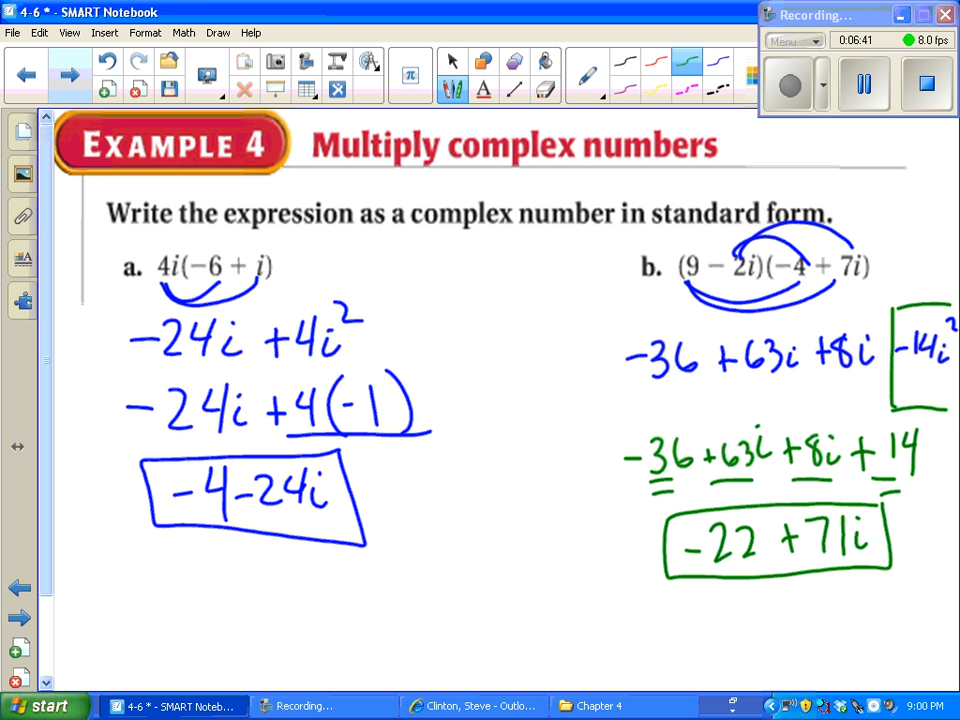 4-6 * - SMART Notebook
Recording...
File Edit View Insert Format Math Draw Help
Menu 0:06:41 8.0 fps
π A
EXAMPLE 4 Multiply complex numbers
Write the expression as a complex number in standard form.
a. 4i(−6 + i)
b. (9 − 2i)(−4 + 7i)
-24i +4i²
-24i +4(-1)
-4-24i
-36 +63i +8i -14i²
-36 +63i +8i +14
-22 +71i
start 4-6 * - SMART Noteb... Recording... Clinton, Steve - Outlo... Chapter 4 9:00 PM